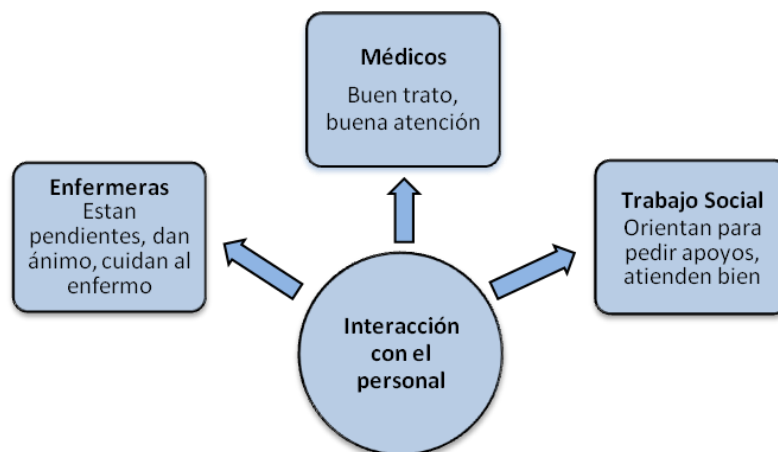 Médicos
Buen trato,
buena atención
Enfermeras
Estan
pendientes, dan
ánimo, cuidan al
enfermo
Trabajo Social
Orientan para
pedir apoyos,
atienden bien
Interacción
con el
personal